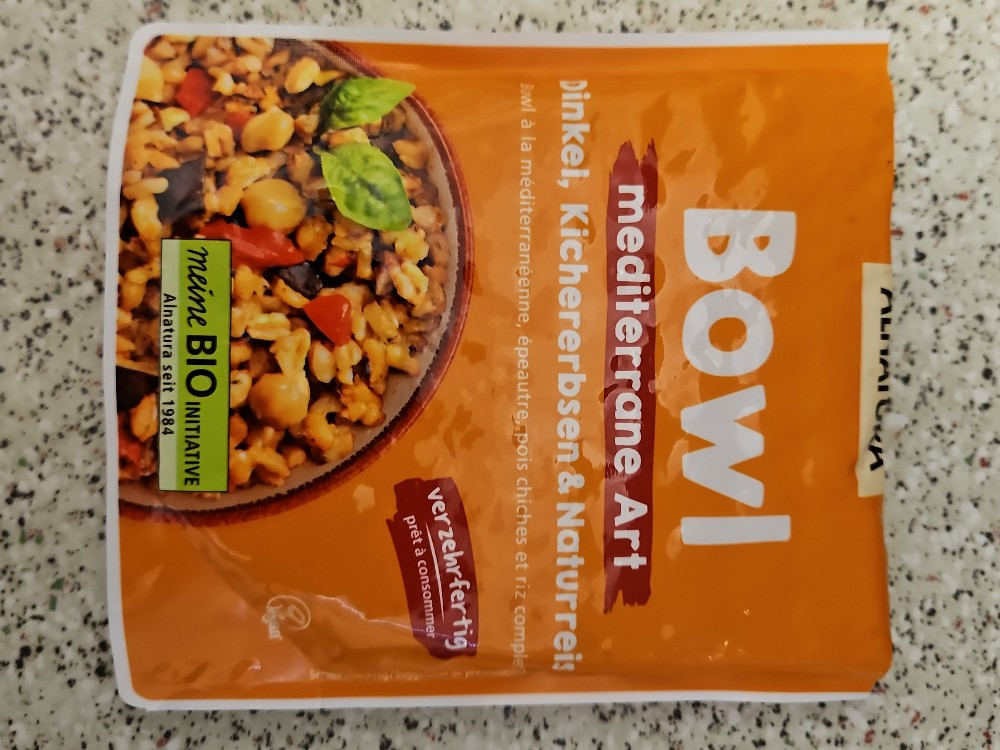 BOWL
mediterrane Art
Dinkel, Kichererbsen & Naturreis
Bowl à la méditerranéenne, épeautre, pois chiches et riz complet
verzehrfertig
prêt à consommer
meine BIO INITIATIVE
Alnatura seit 1984
vegan